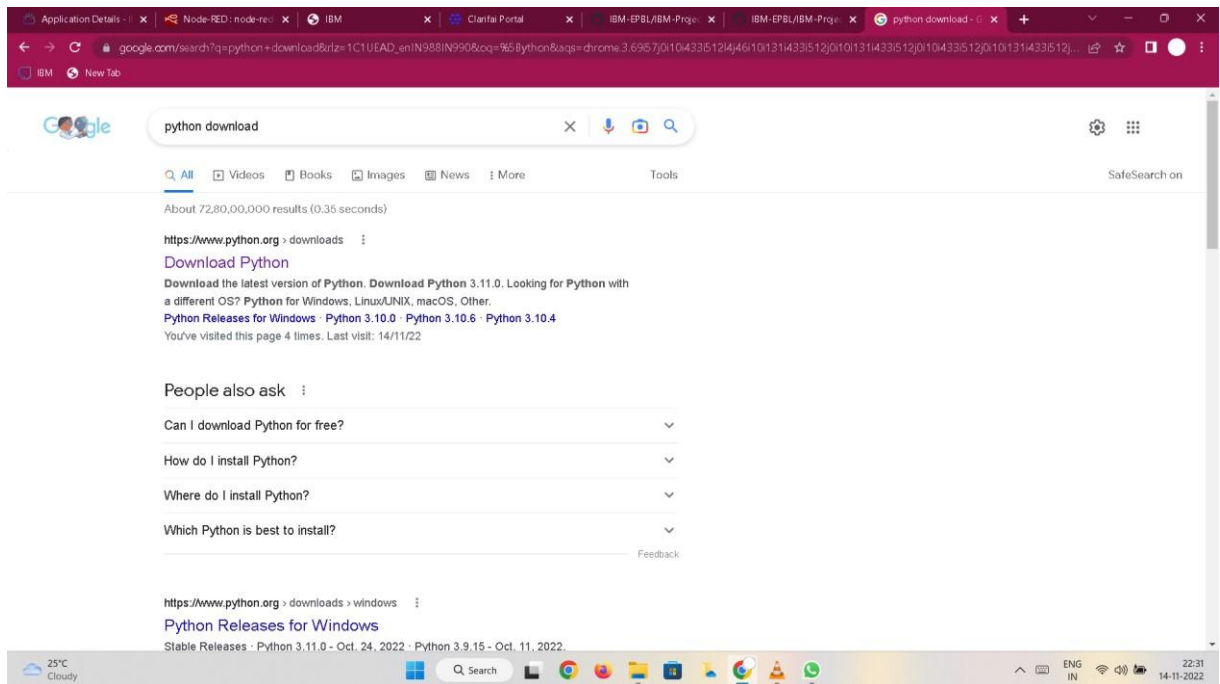 Application Details - I
Node-RED : node-red
IBM
Clarifai Portal
IBM-EPBL/IBM-Projec
IBM-EPBL/IBM-Projec
python download - G
IBM
New Tab
Google
python download
All
Videos
Books
Images
News
More
Tools
SafeSearch on
About 72,80,00,000 results (0.35 seconds)
https://www.python.org › downloads
Download Python
Download the latest version of Python. Download Python 3.11.0. Looking for Python with
a different OS? Python for Windows, Linux/UNIX, macOS, Other.
Python Releases for Windows · Python 3.10.0 · Python 3.10.6 · Python 3.10.4
You've visited this page 4 times. Last visit: 14/11/22
People also ask
Can I download Python for free?
How do I install Python?
Where do I install Python?
Which Python is best to install?
Feedback
https://www.python.org › downloads › windows
Python Releases for Windows
Stable Releases · Python 3.11.0 - Oct. 24, 2022 · Python 3.9.15 - Oct. 11, 2022.
25°C
Cloudy
Search
ENG
IN
22:31
14-11-2022